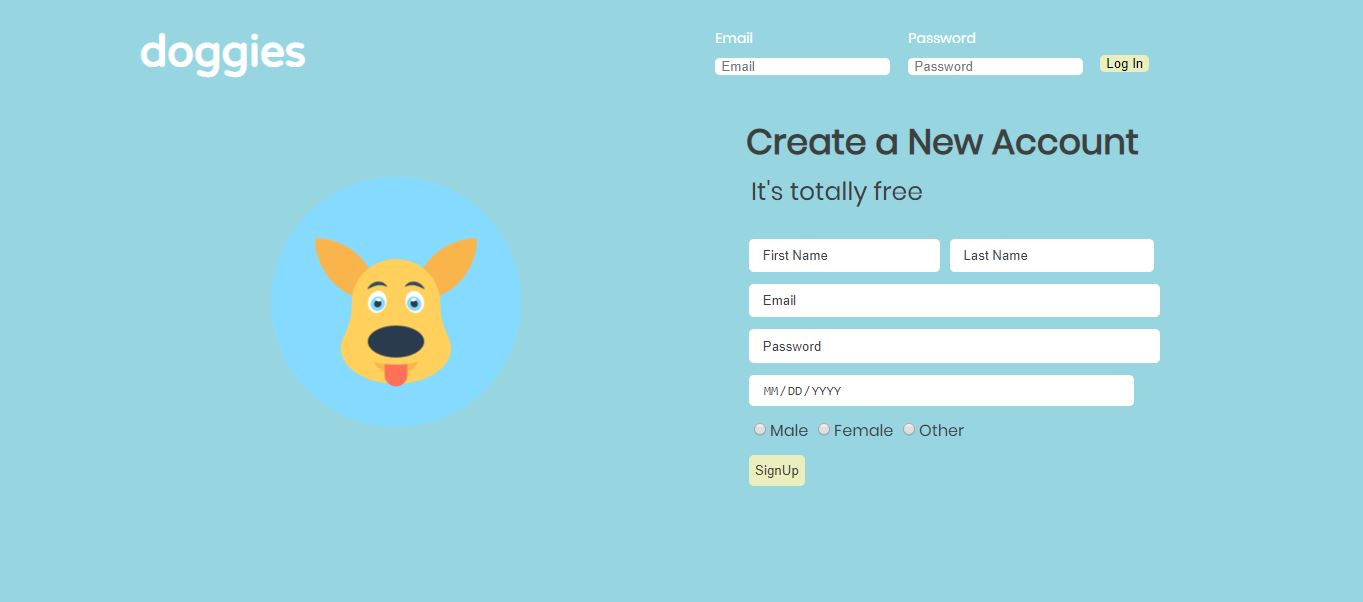 doggies
Email Password
Email Password Log In
Create a New Account
It's totally free
First Name Last Name
Email
Password
MM/DD/YYYY
Male Female Other
SignUp